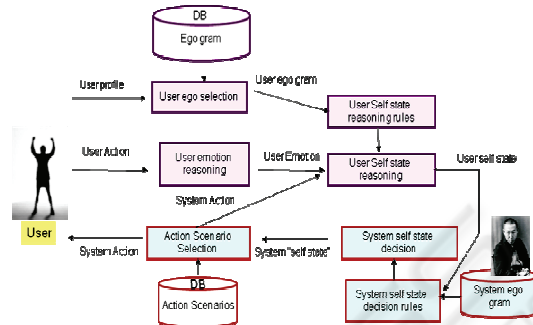 DB
Ego gram
User profile
User ego selection
User ego gram
User Self state
reasoning rules
User Action
User emotion
reasoning
User Emotion
User Self state
reasoning
User self state
System Action
User
System Action
Action Scenario
Selection
System "self state"
System self state
decision
DB
Action Scenarios
System self state
decision rules
System ego
gram